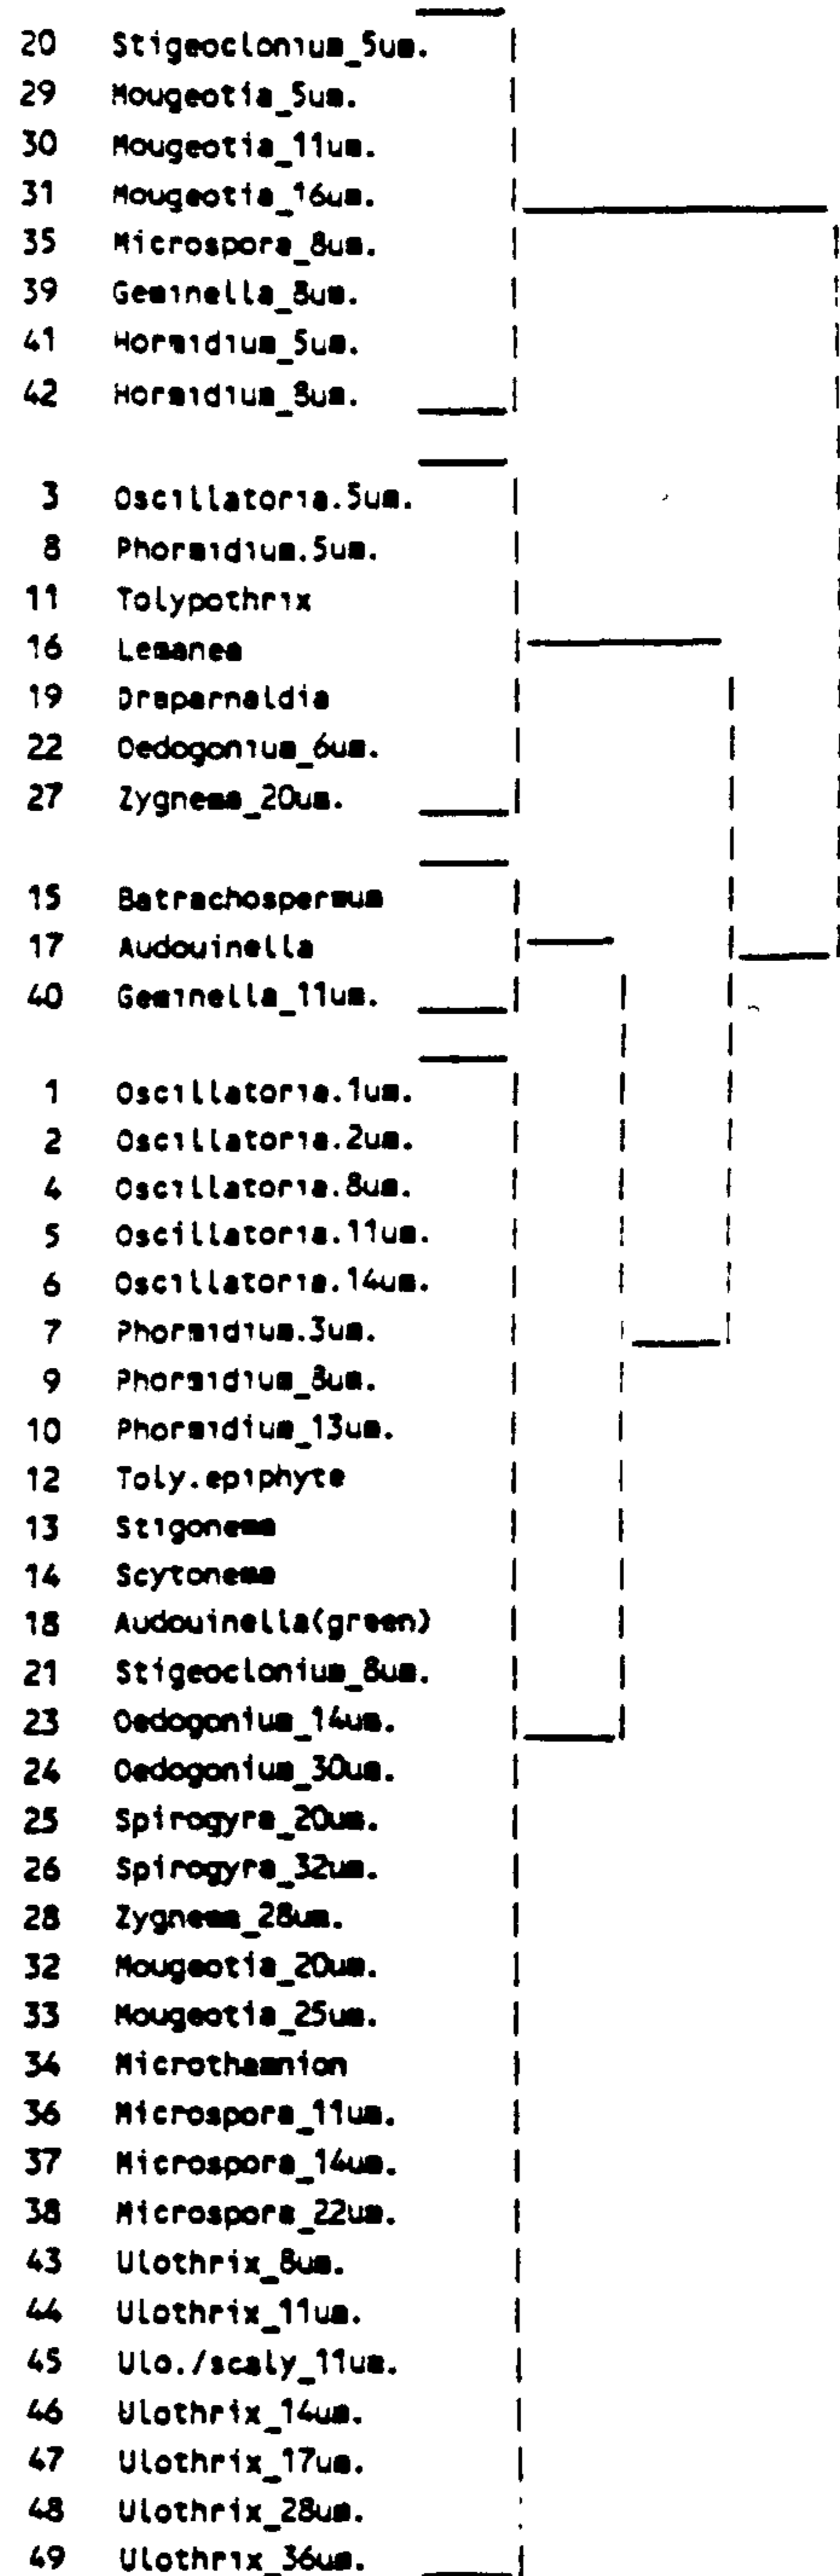 20 Stigeoclonium_5um.
29 Mougeotia_5um.
30 Mougeotia_11um.
31 Mougeotia_16um.
35 Microspora_8um.
39 Geminella_8um.
41 Hormidium_5um.
42 Hormidium_8um.
3 Oscillatoria.5um.
8 Phormidium.5um.
11 Tolypothrix
16 Lemanea
19 Draparnaldia
22 Oedogonium_6um.
27 Zygnema_20um.
15 Batrachospermum
17 Audouinella
40 Geminella_11um.
1 Oscillatoria.1um.
2 Oscillatoria.2um.
4 Oscillatoria.8um.
5 Oscillatoria.11um.
6 Oscillatoria.14um.
7 Phormidium.3um.
9 Phormidium_8um.
10 Phormidium_13um.
12 Toly.epiphyte
13 Stigonema
14 Scytonema
18 Audouinella(green)
21 Stigeoclonium_8um.
23 Oedogonium_14um.
24 Oedogonium_30um.
25 Spirogyra_20um.
26 Spirogyra_32um.
28 Zygnema_28um.
32 Mougeotia_20um.
33 Mougeotia_25um.
34 Microthamnion
36 Microspora_11um.
37 Microspora_14um.
38 Microspora_22um.
43 Ulothrix_8um.
44 Ulothrix_11um.
45 Ulo./scaly_11um.
46 Ulothrix_14um.
47 Ulothrix_17um.
48 Ulothrix_28um.
49 Ulothrix_36um.